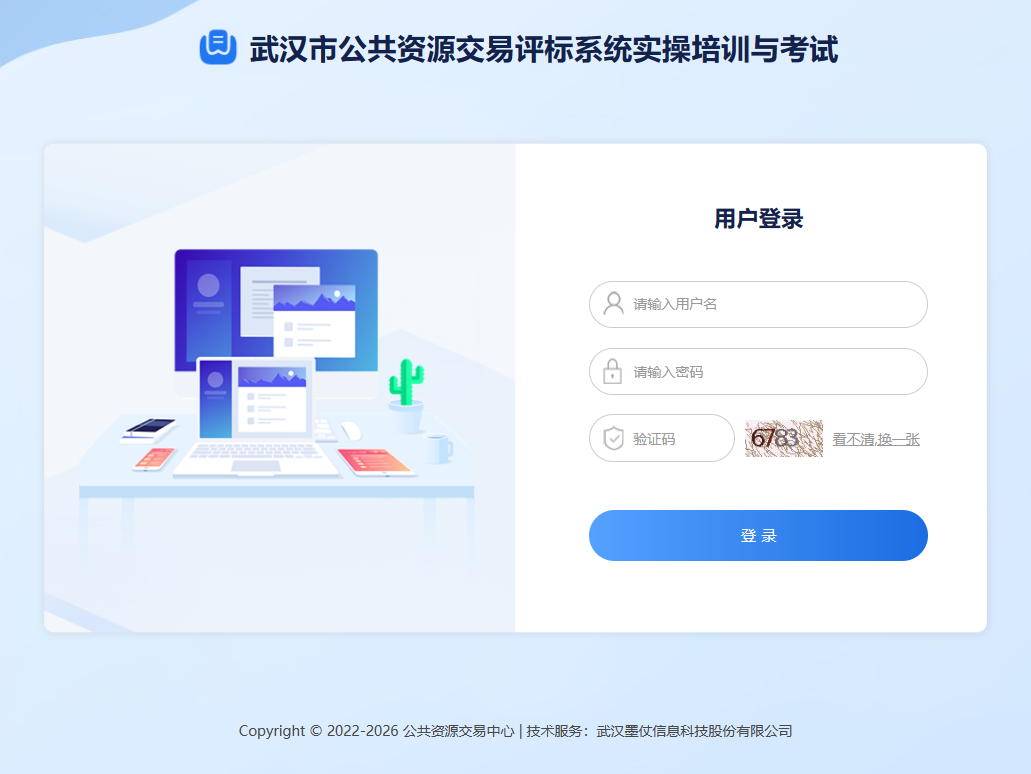 武汉市公共资源交易评标系统实操培训与考试
用户登录
请输入用户名
请输入密码
验证码
6783
看不清,换一张
登 录
Copyright © 2022-2026 公共资源交易中心 | 技术服务：武汉墨仗信息科技股份有限公司